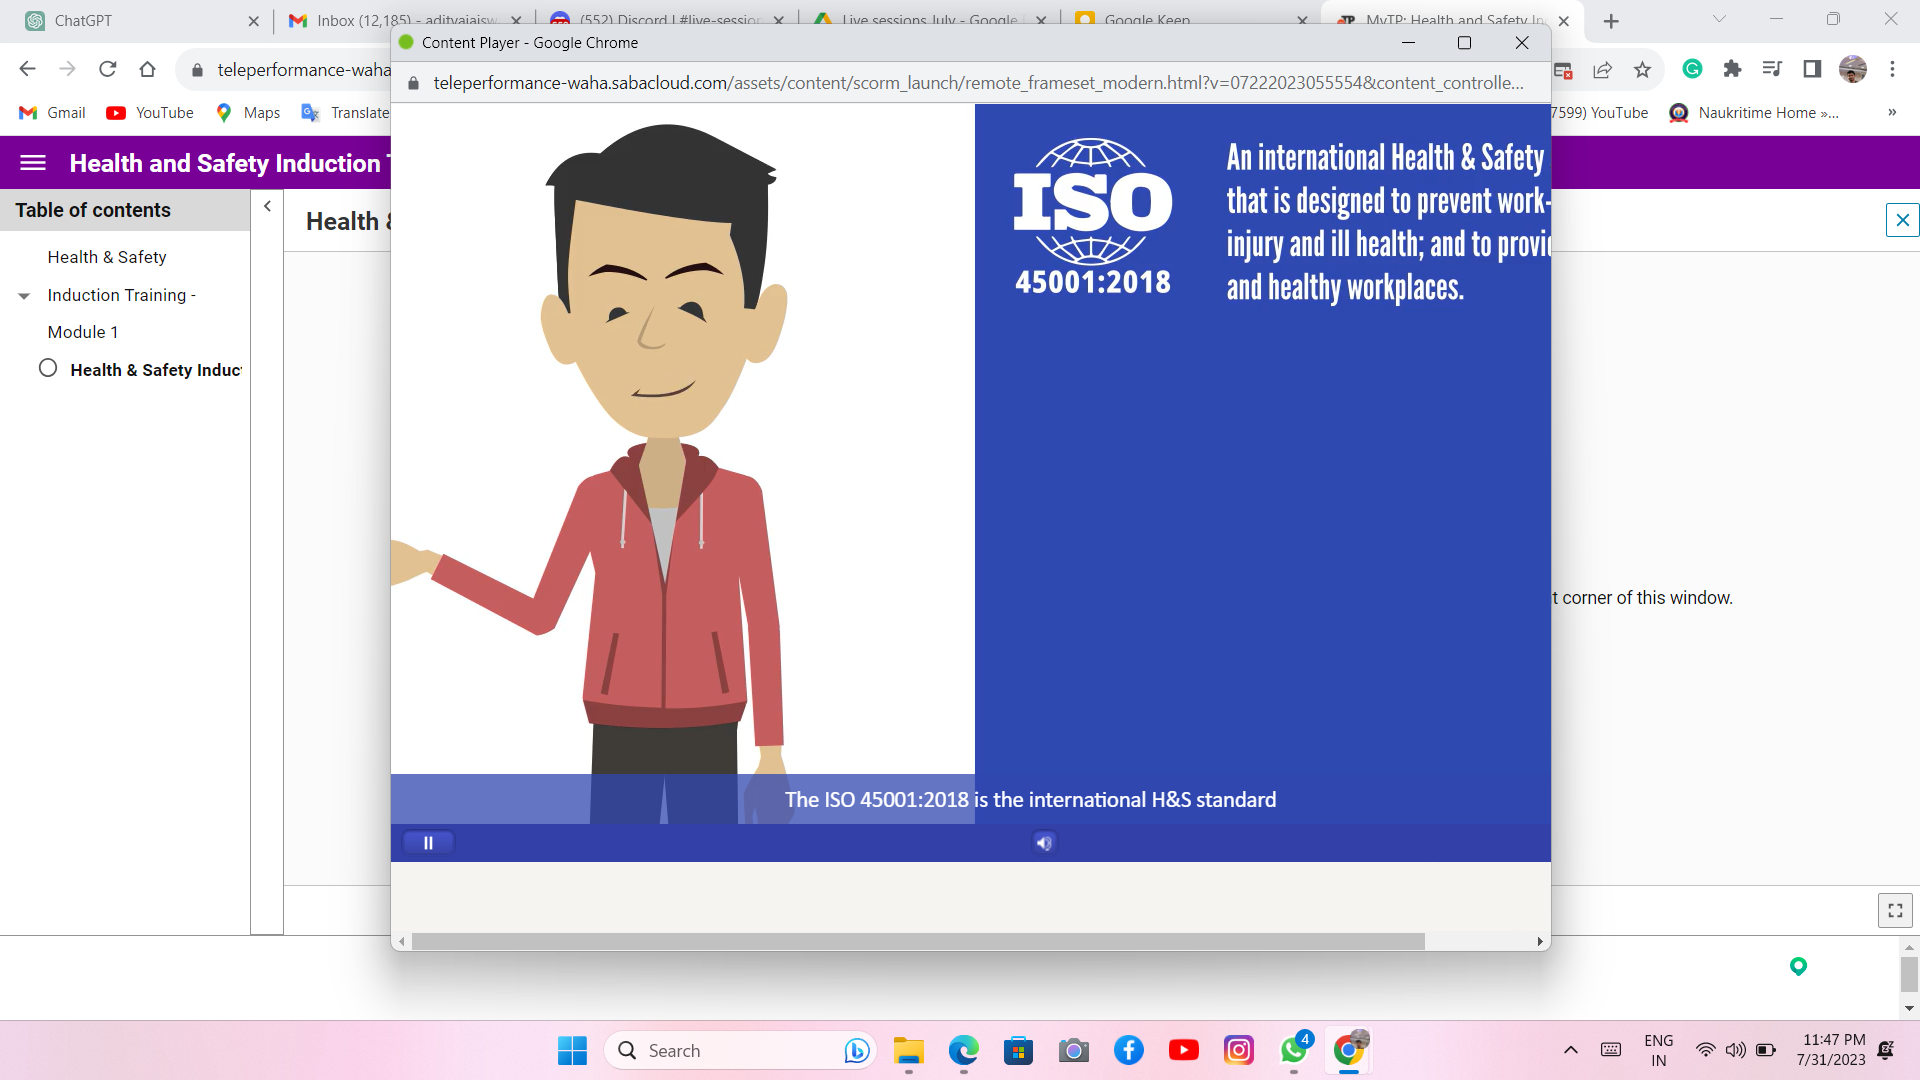 ChatGPT
Inbox (12,185) - adityajaisw
(552) Discord | #live-session
Live sessions July - Google
Google Keep
MyTP: Health and Safety In
Content Player - Google Chrome
teleperformance-waha
teleperformance-waha.sabacloud.com/assets/content/scorm_launch/remote_frameset_modern.html?v=07222023055554&content_controlle...
Gmail
YouTube
Maps
Translate
7599) YouTube
Naukritime Home »...
»
Health and Safety Induction T
Table of contents
Health &
Health & Safety
Induction Training -
Module 1
Health & Safety Induct
ISO
45001:2018
An international Health & Safety
that is designed to prevent work-
injury and ill health; and to provi
and healthy workplaces.
t corner of this window.
The ISO 45001:2018 is the international H&S standard
Search
4
ENG
IN
11:47 PM
7/31/2023